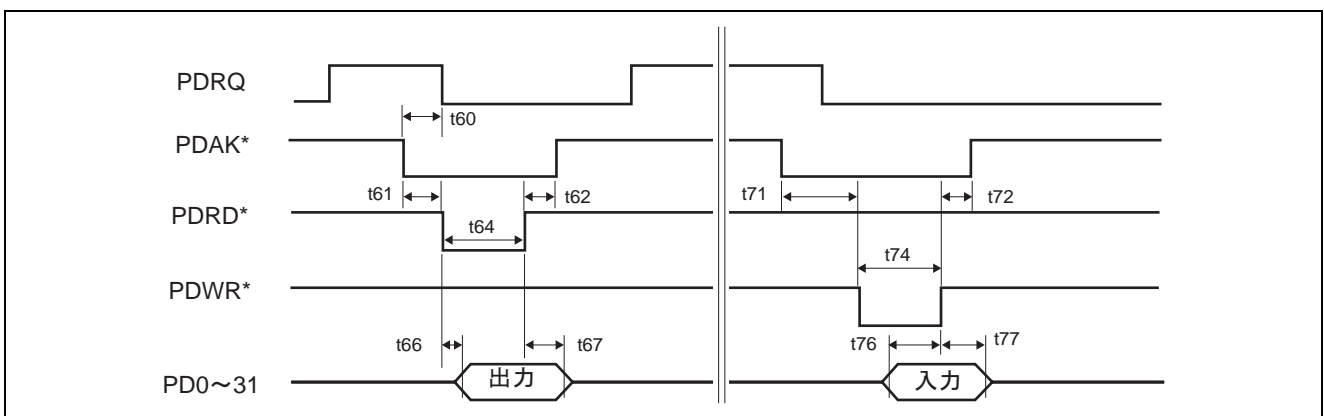 PDRQ
t60
PDAK*
t61
t62
t71
t72
PDRD*
t64
t74
PDWR*
t66
t67
t76
t77
PD0～31
出力
入力